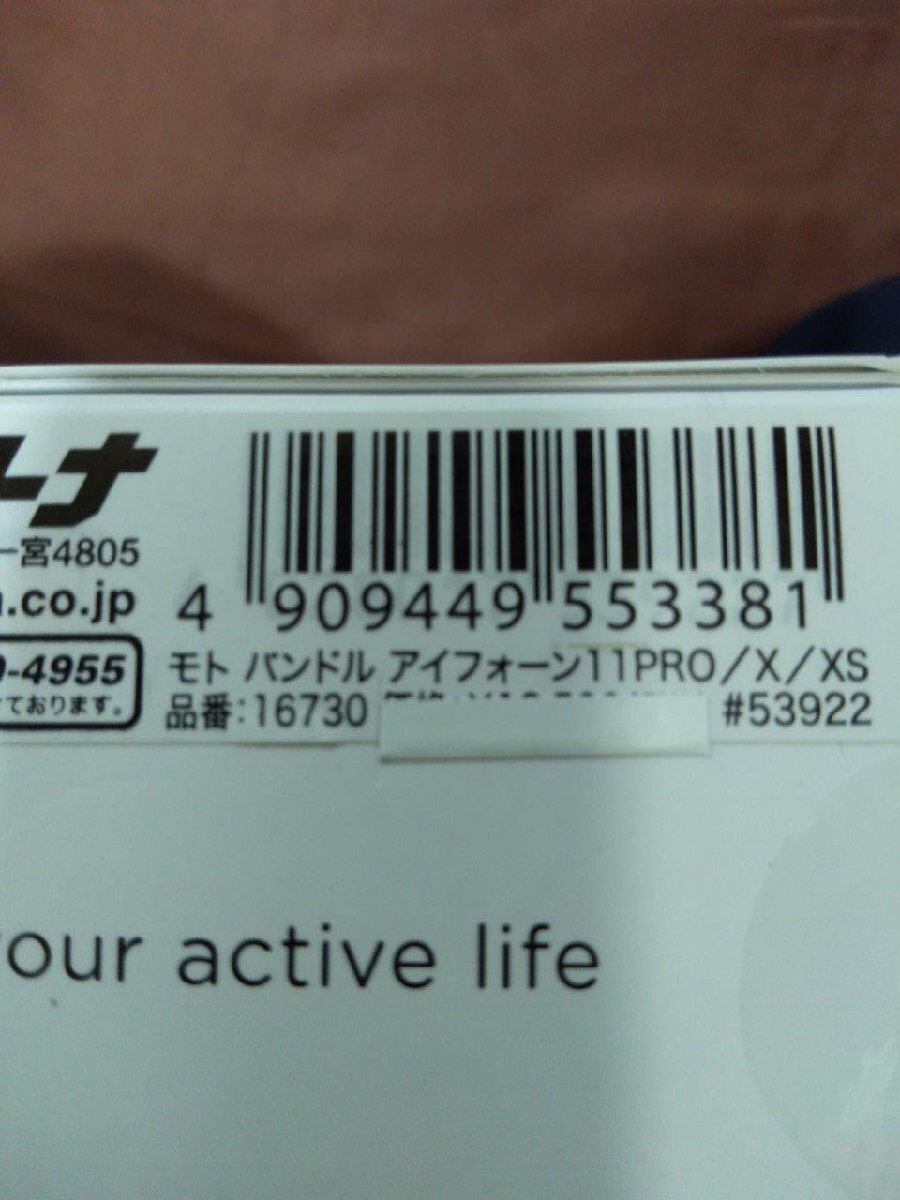 ーナ
一宮4805
.co.jp
-4955
ております。
4 909449 553381
モト バンドル アイフォーン11PRO/X/XS
品番:16730 #53922
our active life